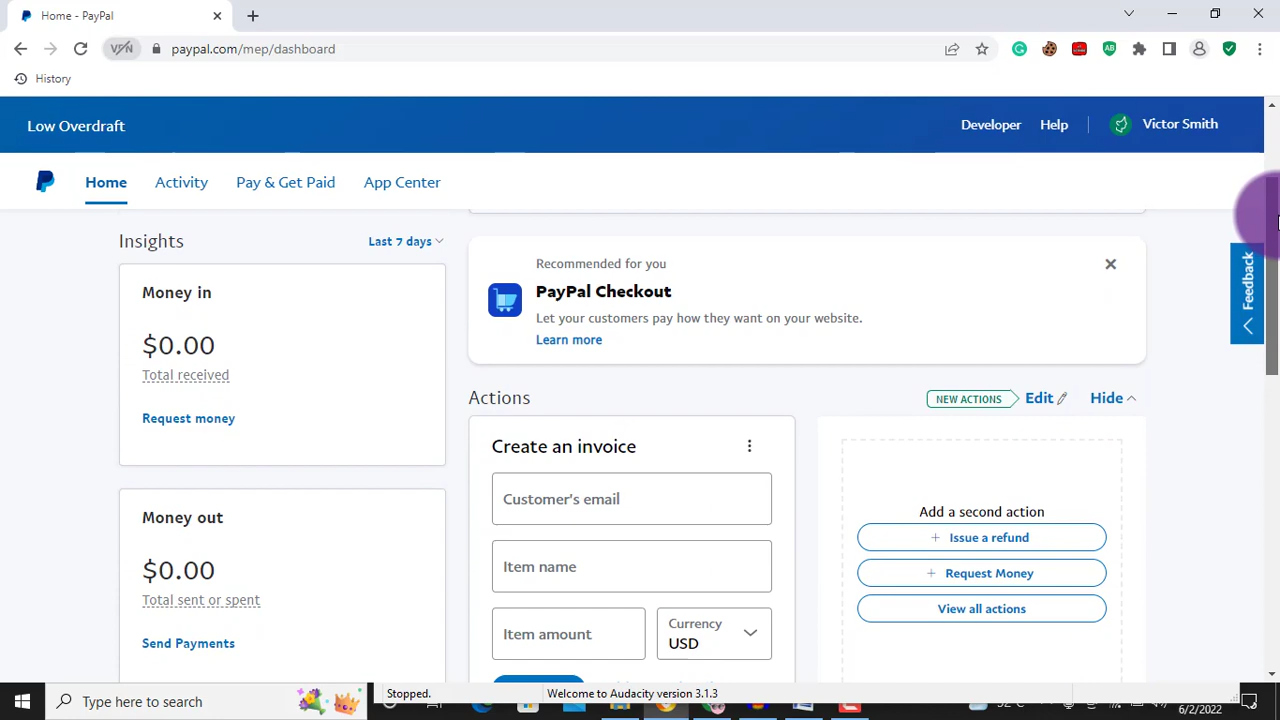 Home - PayPal
VPN
paypal.com/mep/dashboard
History
Low Overdraft
Developer
Help
Victor Smith
Home
Activity
Pay & Get Paid
App Center
Insights
Last 7 days
Money in
$0.00
Total received
Request money
Money out
$0.00
Total sent or spent
Send Payments
Recommended for you
PayPal Checkout
Let your customers pay how they want on your website.
Learn more
Actions
NEW ACTIONS
Edit
Hide
Create an invoice
Customer's email
Item name
Item amount
Currency
USD
Add a second action
+ Issue a refund
+ Request Money
View all actions
Feedback
Type here to search
Stopped.
Welcome to Audacity version 3.1.3
6/2/2022